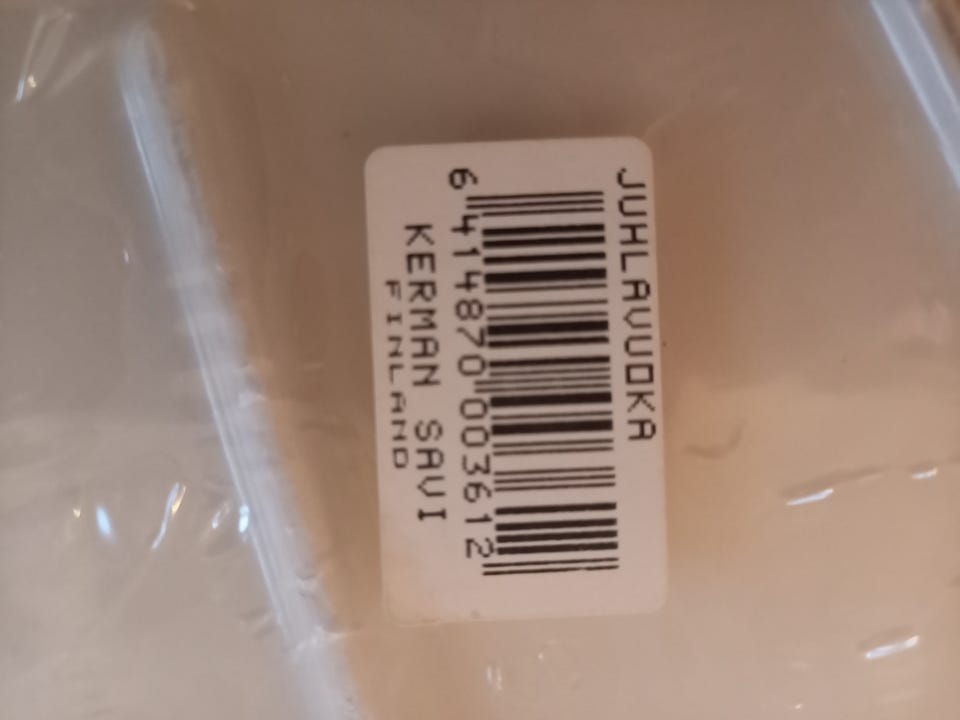 JUHLAVUOKA
6 414870 003612
KERMAN SAVI
FINLAND